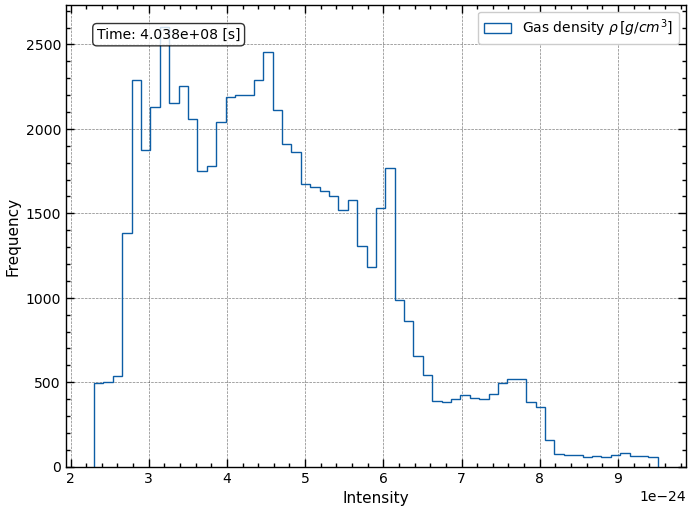 Time: 4.038e+08 [s]
Gas density ρ [g/cm³]
Frequency
2500
2000
1500
1000
500
0
2 3 4 5 6 7 8 9
1e−24
Intensity